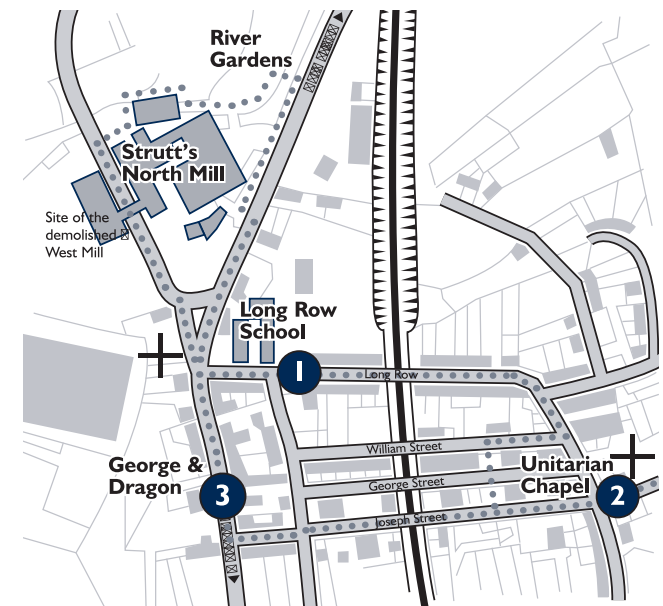 River
Gardens
Strutt's
North Mill
Site of the
demolished
West Mill
Long Row
School
1
Long Row
William Street
George &
Dragon
3
George Street
Unitarian
Chapel
2
Joseph Street